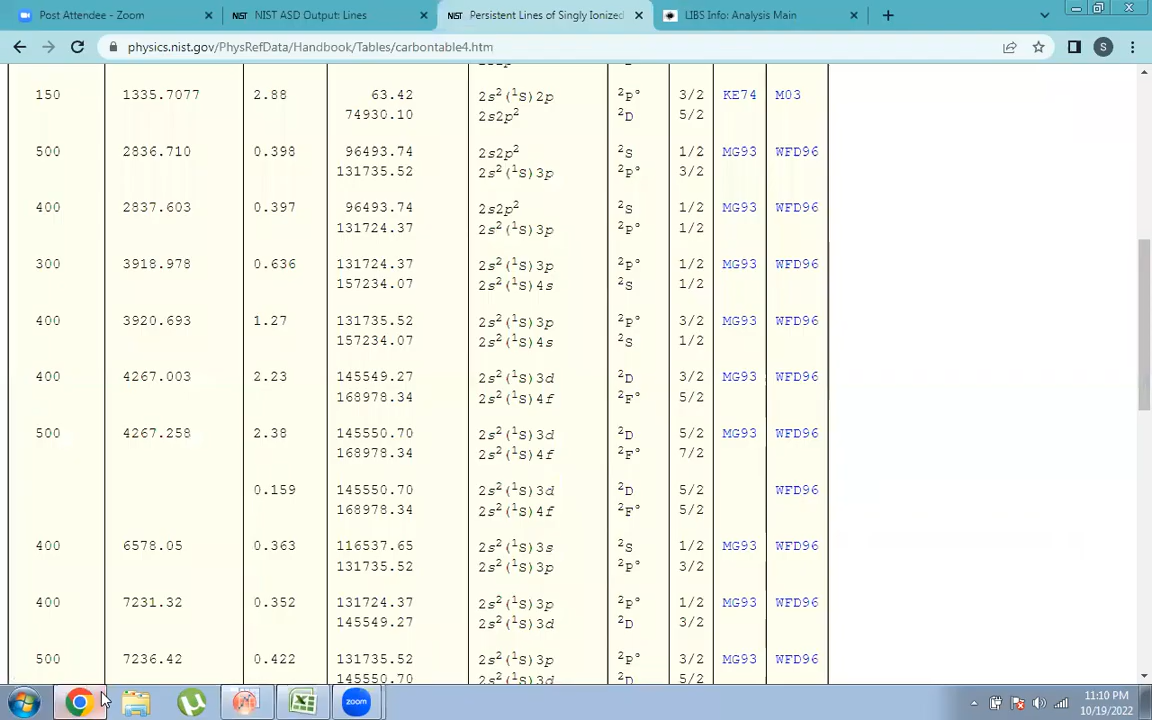 Post Attendee - Zoom
NIST ASD Output: Lines
Persistent Lines of Singly Ionized
LIBS Info: Analysis Main
physics.nist.gov/PhysRefData/Handbook/Tables/carbontable4.htm
S
150 1335.7077 2.88 63.42 2s²(¹S)2p ²P° 3/2 KE74 M03
74930.10 2s2p² ²D 5/2
500 2836.710 0.398 96493.74 2s2p² ²S 1/2 MG93 WFD96
131735.52 2s²(¹S)3p ²P° 3/2
400 2837.603 0.397 96493.74 2s2p² ²S 1/2 MG93 WFD96
131724.37 2s²(¹S)3p ²P° 1/2
300 3918.978 0.636 131724.37 2s²(¹S)3p ²P° 1/2 MG93 WFD96
157234.07 2s²(¹S)4s ²S 1/2
400 3920.693 1.27 131735.52 2s²(¹S)3p ²P° 3/2 MG93 WFD96
157234.07 2s²(¹S)4s ²S 1/2
400 4267.003 2.23 145549.27 2s²(¹S)3d ²D 3/2 MG93 WFD96
168978.34 2s²(¹S)4f ²F° 5/2
500 4267.258 2.38 145550.70 2s²(¹S)3d ²D 5/2 MG93 WFD96
168978.34 2s²(¹S)4f ²F° 7/2
0.159 145550.70 2s²(¹S)3d ²D 5/2 WFD96
168978.34 2s²(¹S)4f ²F° 5/2
400 6578.05 0.363 116537.65 2s²(¹S)3s ²S 1/2 MG93 WFD96
131735.52 2s²(¹S)3p ²P° 3/2
400 7231.32 0.352 131724.37 2s²(¹S)3p ²P° 1/2 MG93 WFD96
145549.27 2s²(¹S)3d ²D 3/2
500 7236.42 0.422 131735.52 2s²(¹S)3p ²P° 3/2 MG93 WFD96
145550.70 2s²(¹S)3d ²D 5/2
zoom
11:10 PM
10/19/2022